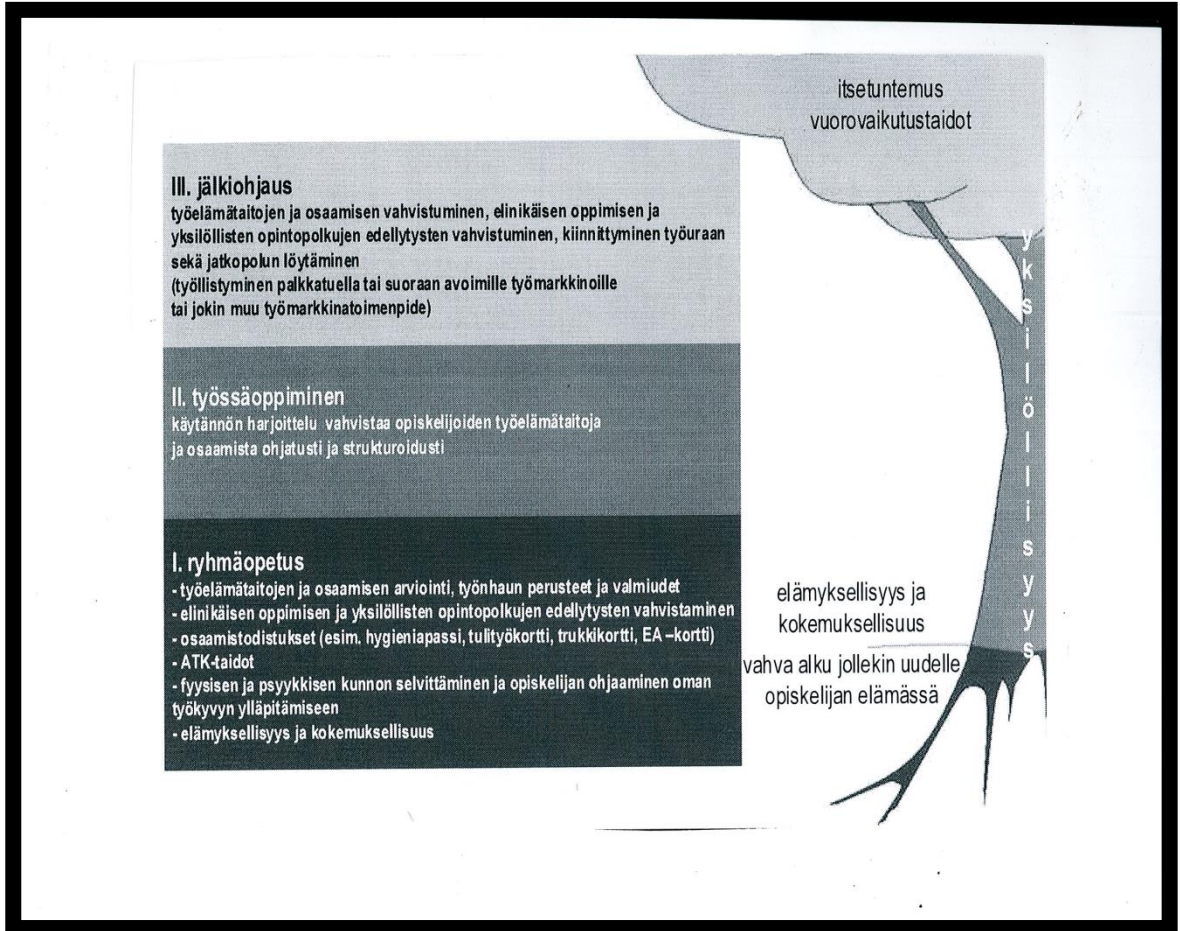 itsetuntemus
vuorovaikutustaidot
III. jälkiohjaus
työelämätaitojen ja osaamisen vahvistuminen, elinikäisen oppimisen ja
yksilöllisten opintopolkujen edellytysten vahvistuminen, kiinnittyminen työuraan
sekä jatkopolun löytäminen
(työllistyminen palkkatuella tai suoraan avoimille työmarkkinoille
tai jokin muu työmarkkinatoimenpide)
II. työssäoppiminen
käytännön harjoittelu vahvistaa opiskelijoiden työelämätaitoja
ja osaamista ohjatusti ja strukturoidusti
I. ryhmäopetus
- työelämätaitojen ja osaamisen arviointi, työnhaun perusteet ja valmiudet
- elinikäisen oppimisen ja yksilöllisten opintopolkujen edellytysten vahvistaminen
- osaamistodistukset (esim. hygieniapassi, tulityökortti, trukkikortti, EA –kortti)
- ATK-taidot
- fyysisen ja psyykkisen kunnon selvittäminen ja opiskelijan ohjaaminen oman
työkyvyn ylläpitämiseen
- elämyksellisyys ja kokemuksellisuus
yksilöllisyys
elämyksellisyys ja
kokemuksellisuus
vahva alku jollekin uudelle
opiskelijan elämässä